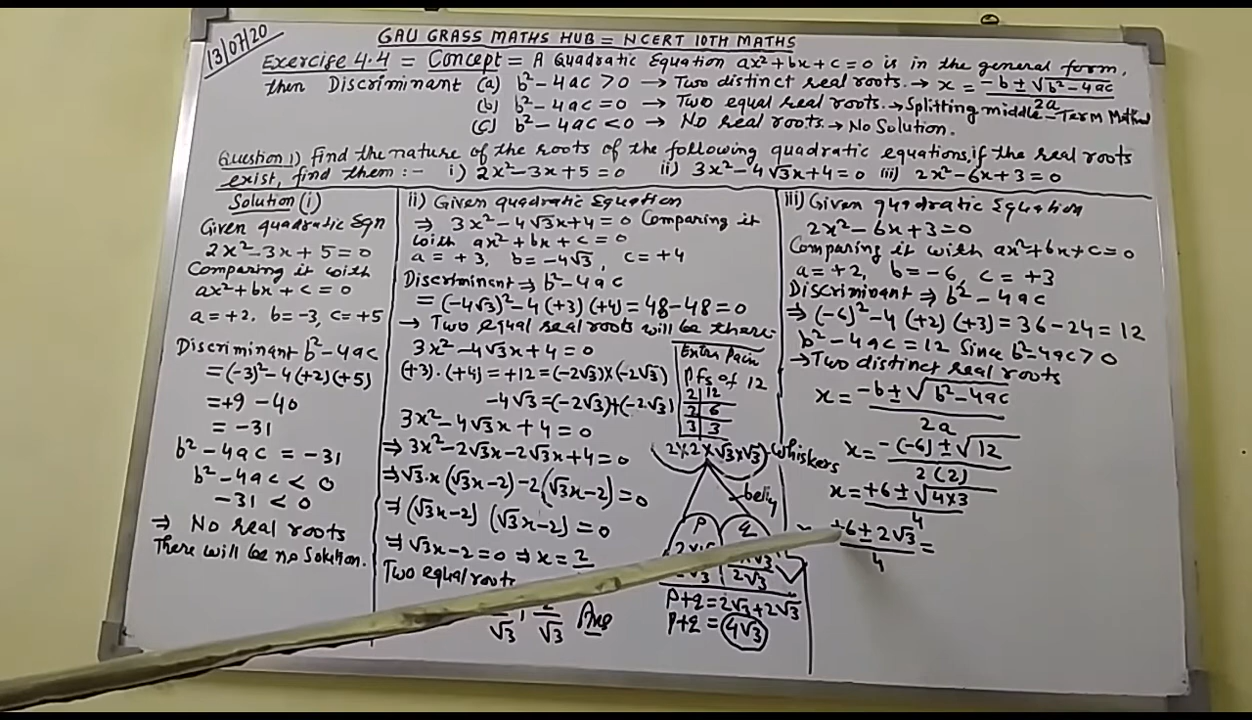 13/07/20
GAU GRASS MATHS HUB = NCERT 10TH MATHS
Exercise 4.4 = Concept = A Quadratic Equation ax²+bx+c=0 is in the general form,
then Discriminant (a) b²-4ac>0 → Two distinct real roots. → x = -b±√b²-4ac
2a
(b) b²-4ac=0 → Two equal real roots. → Splitting middle-Term Method
(c) b²-4ac<0 → No real roots → No Solution.
Question 1) find the nature of the roots of the following quadratic equations, if the real roots
exist, find them :- i) 2x²-3x+5=0 ii) 3x²-4√3x+4=0 iii) 2x²-6x+3=0
Solution (i)
Given quadratic Eqn
2x²-3x+5=0
Comparing it with
ax²+bx+c=0
a=+2, b=-3, c=+5
Discriminant b²-4ac
=(-3)²-4(+2)(+5)
=+9-40
=-31
b²-4ac = -31
b²-4ac < 0
-31 < 0
⇒ No real roots
There will be no Solution.
ii) Given quadratic Equation
⇒ 3x²-4√3x+4=0 Comparing it
with ax²+bx+c=0
a=+3, b=-4√3, c=+4
Discriminant ⇒ b²-4ac
= (-4√3)²-4(+3)(+4)=48-48=0
→ Two equal real roots will be there.
3x²-4√3x+4=0
(+3)·(+4)=+12=(-2√3)×(-2√3)
-4√3=(-2√3)+(-2√3)
3x²-4√3x+4=0
⇒ 3x²-2√3x-2√3x+4=0
⇒ √3·x(√3x-2)-2(√3x-2)=0
⇒ (√3x-2)(√3x-2)=0
⇒ √3x-2=0 ⇒ x=2
Two equal roots
√3, 2
√3 Ans
Extra Pain
Pfs of 12
2|12
2|6
3|3
2×2×√3×√3 Whiskers
belly
p q
2√3
p+q=2√3+2√3
p+q=4√3
iii) Given quadratic Equation
2x²-6x+3=0
Comparing it with ax²+bx+c=0
a=+2, b=-6, c=+3
Discriminant ⇒ b²-4ac
⇒ (-6)²-4(+2)(+3)=36-24=12
b²-4ac=12 Since b²-4ac>0
→ Two distinct real roots
x = -b±√b²-4ac
2a
x = -(-6)±√12
2(2)
x = +6±√4×3
4
+6±2√3 =
4